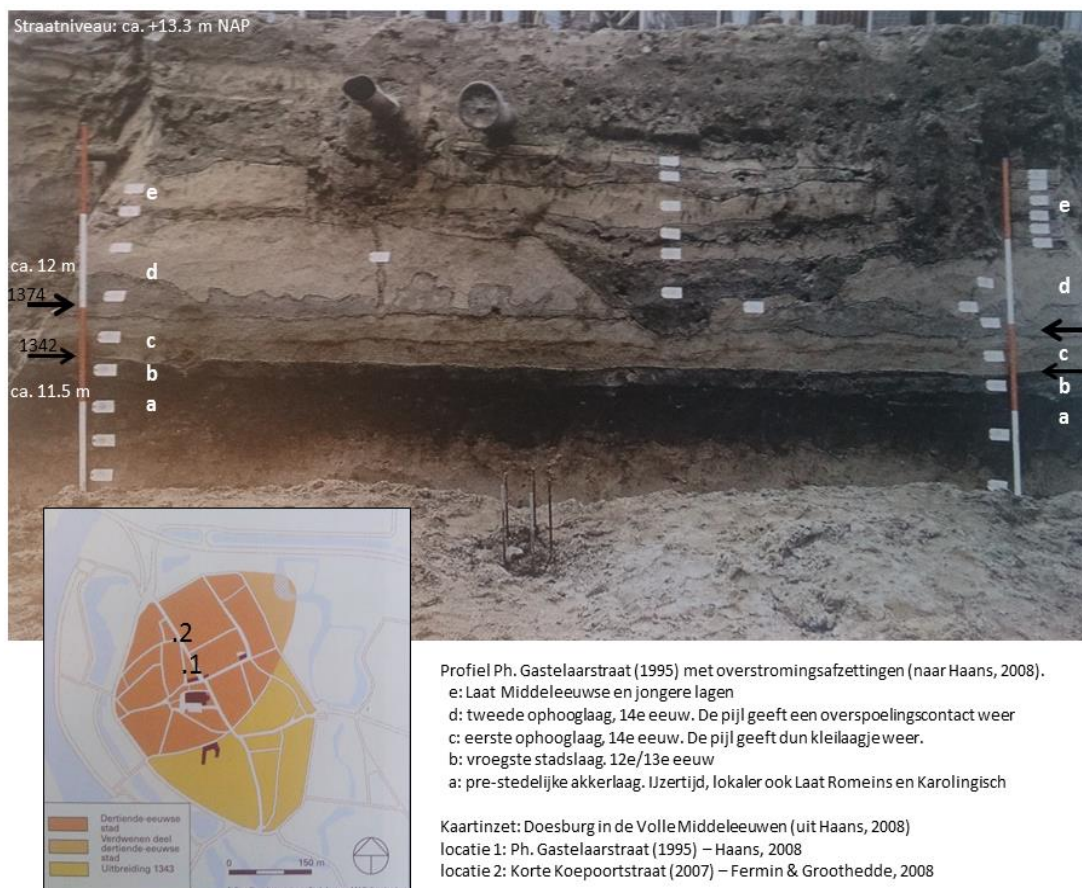 Straatniveau: ca. +13.3 m NAP
e
e
ca. 12 m
d
d
1374
c
c
1342
b
b
ca. 11.5 m
a
a
.2
.1
Dertiende-eeuwse
stad
Verdwenen deel
dertiende-eeuwse
stad
Uitbreiding 1343
0 150 m
Profiel Ph. Gastelaarstraat (1995) met overstromingsafzettingen (naar Haans, 2008).
e: Laat Middeleeuwse en jongere lagen
d: tweede ophooglaag, 14e eeuw. De pijl geeft een overspoelingscontact weer
c: eerste ophooglaag, 14e eeuw. De pijl geeft dun kleilaagje weer.
b: vroegste stadslaag. 12e/13e eeuw
a: pre-stedelijke akkerlaag. IJzertijd, lokaler ook Laat Romeins en Karolingisch
Kaartinzet: Doesburg in de Volle Middeleeuwen (uit Haans, 2008)
locatie 1: Ph. Gastelaarstraat (1995) – Haans, 2008
locatie 2: Korte Koepoortstraat (2007) – Fermin & Groothedde, 2008